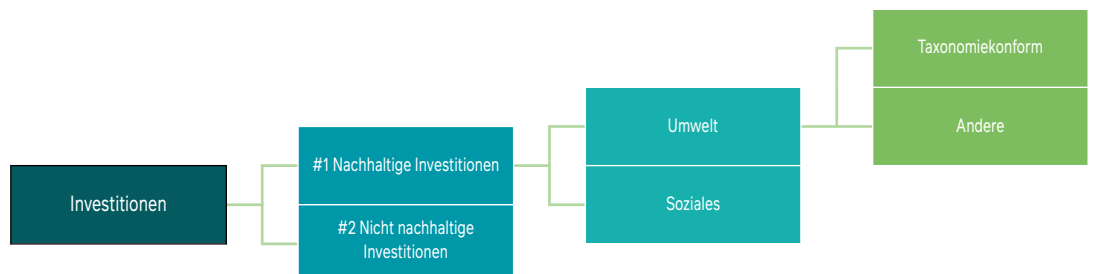 Investitionen
#1 Nachhaltige Investitionen
#2 Nicht nachhaltige
Investitionen
Umwelt
Soziales
Taxonomiekonform
Andere